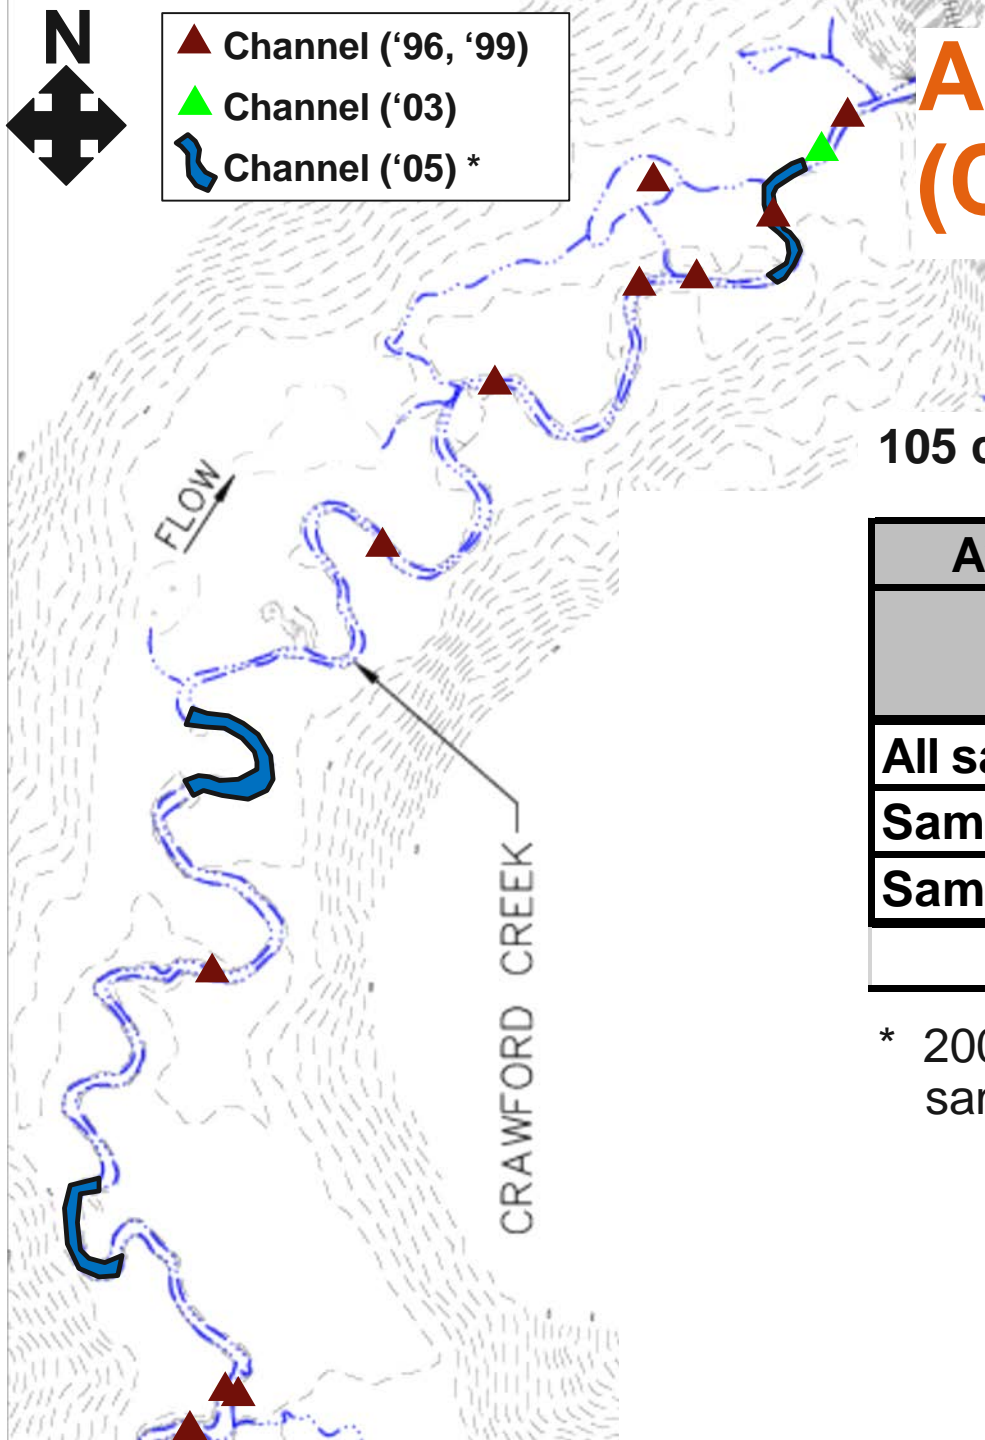 N
Channel (‘96, ‘99)
Channel (‘03)
Channel (‘05) *
A
(
105
FLOW
A
All sa
Sam
Sam
* 200
sar
CRAWFORD CREEK